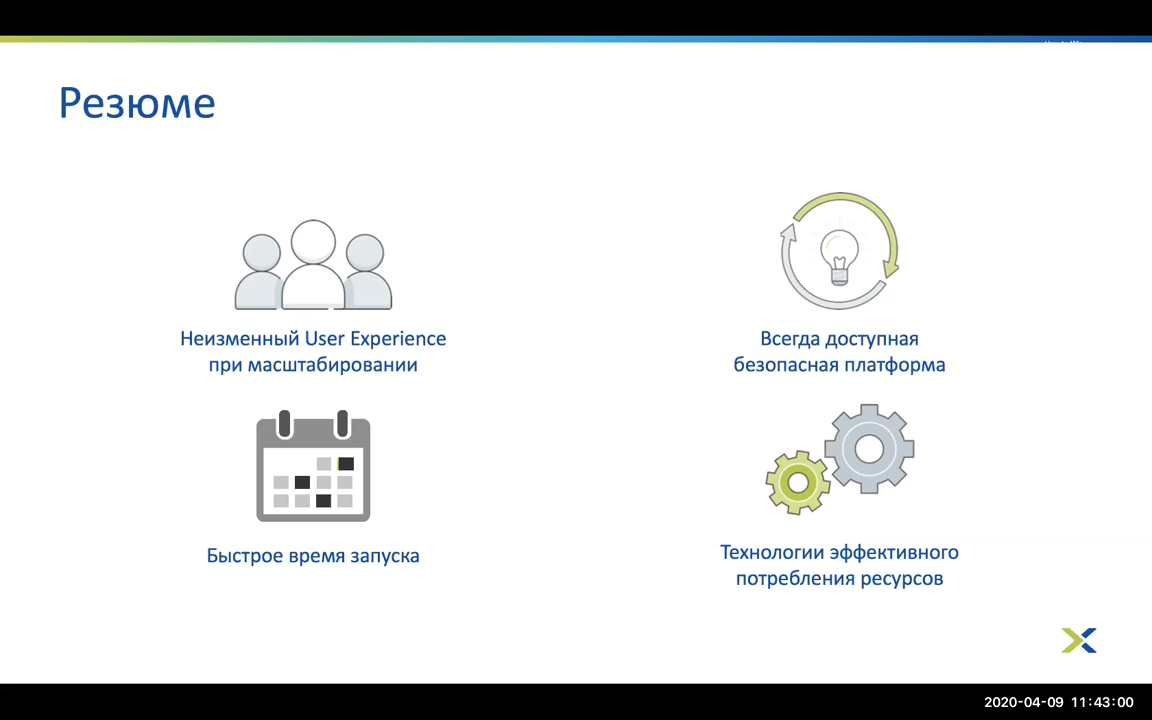 Резюме
Неизменный User Experience
при масштабировании
Всегда доступная
безопасная платформа
Быстрое время запуска
Технологии эффективного
потребления ресурсов
2020-04-09 11:43:00